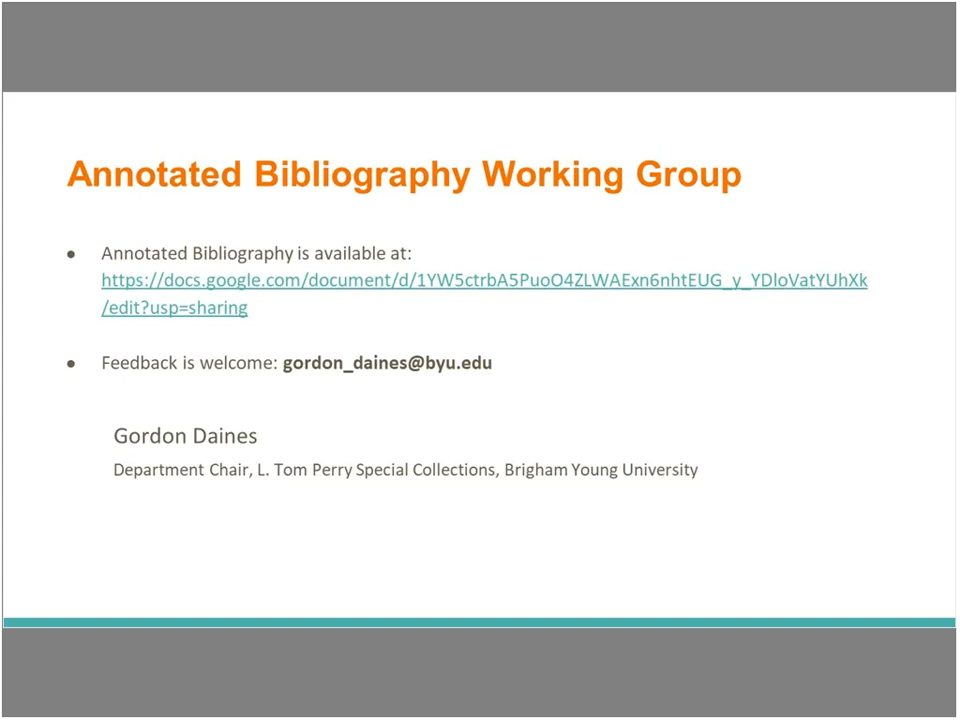 Annotated Bibliography Working Group
• Annotated Bibliography is available at:
https://docs.google.com/document/d/1YW5ctrbA5PuoO4ZLWAExn6nhtEUG_y_YDloVatYUhXk
/edit?usp=sharing
• Feedback is welcome: gordon_daines@byu.edu
Gordon Daines
Department Chair, L. Tom Perry Special Collections, Brigham Young University